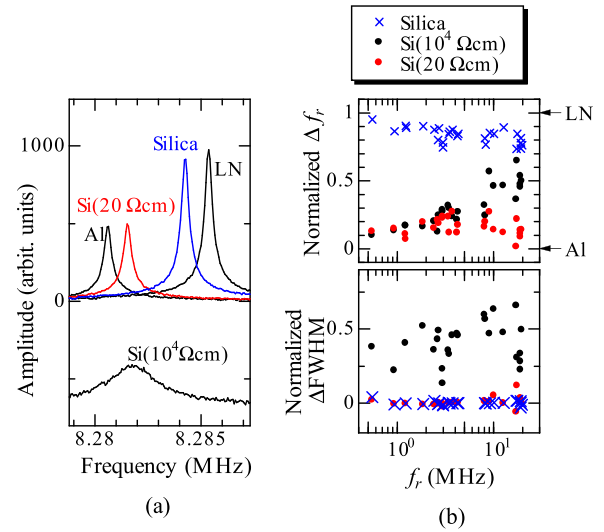 Silica
Si(10⁴ Ωcm)
Si(20 Ωcm)
(a)
(b)
Amplitude (arbit. units)
1000
0
Silica
LN
Si(20 Ωcm)
Al
Si(10⁴Ωcm)
8.28
8.285
Frequency (MHz)
Normalized Δfr
1
0.5
0
LN
Al
Normalized
ΔFWHM
0.5
0
10⁰
10¹
fr (MHz)
(a)
(b)